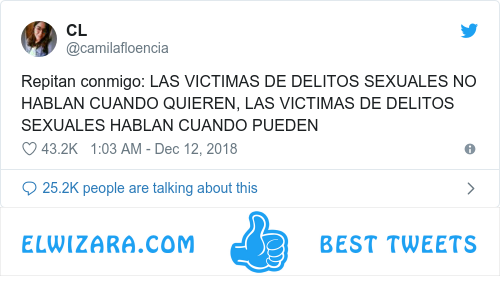 CL
@camilafloencia
Repitan conmigo: LAS VICTIMAS DE DELITOS SEXUALES NO
HABLAN CUANDO QUIEREN, LAS VICTIMAS DE DELITOS
SEXUALES HABLAN CUANDO PUEDEN
43.2K 1:03 AM - Dec 12, 2018
25.2K people are talking about this
ELWIZARA.COM BEST TWEETS